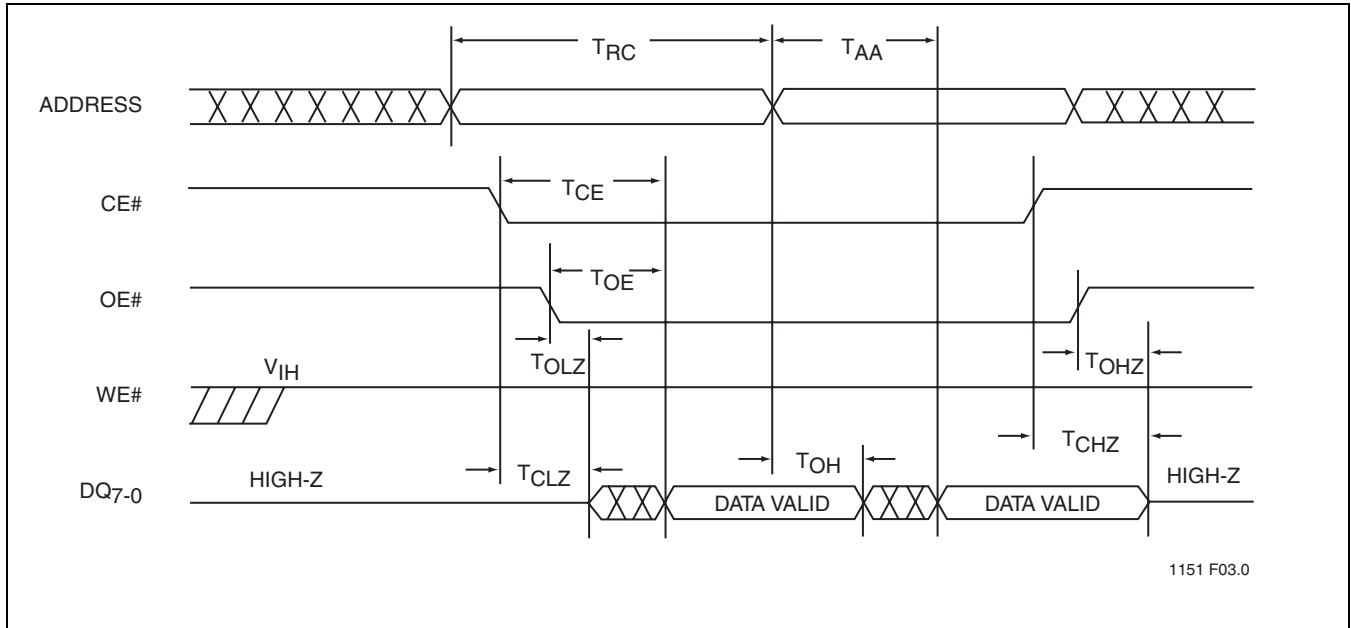 TRC
TAA
ADDRESS
TCE
CE#
TOE
OE#
TOLZ
TOHZ
VIH
WE#
TCHZ
TCLZ
TOH
HIGH-Z
HIGH-Z
DQ7-0
DATA VALID
DATA VALID
1151 F03.0